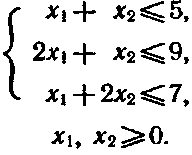 x₁ + x₂ ≤ 5,
2x₁ + x₂ ≤ 9,
x₁ + 2x₂ ≤ 7,
x₁, x₂ ≥ 0.